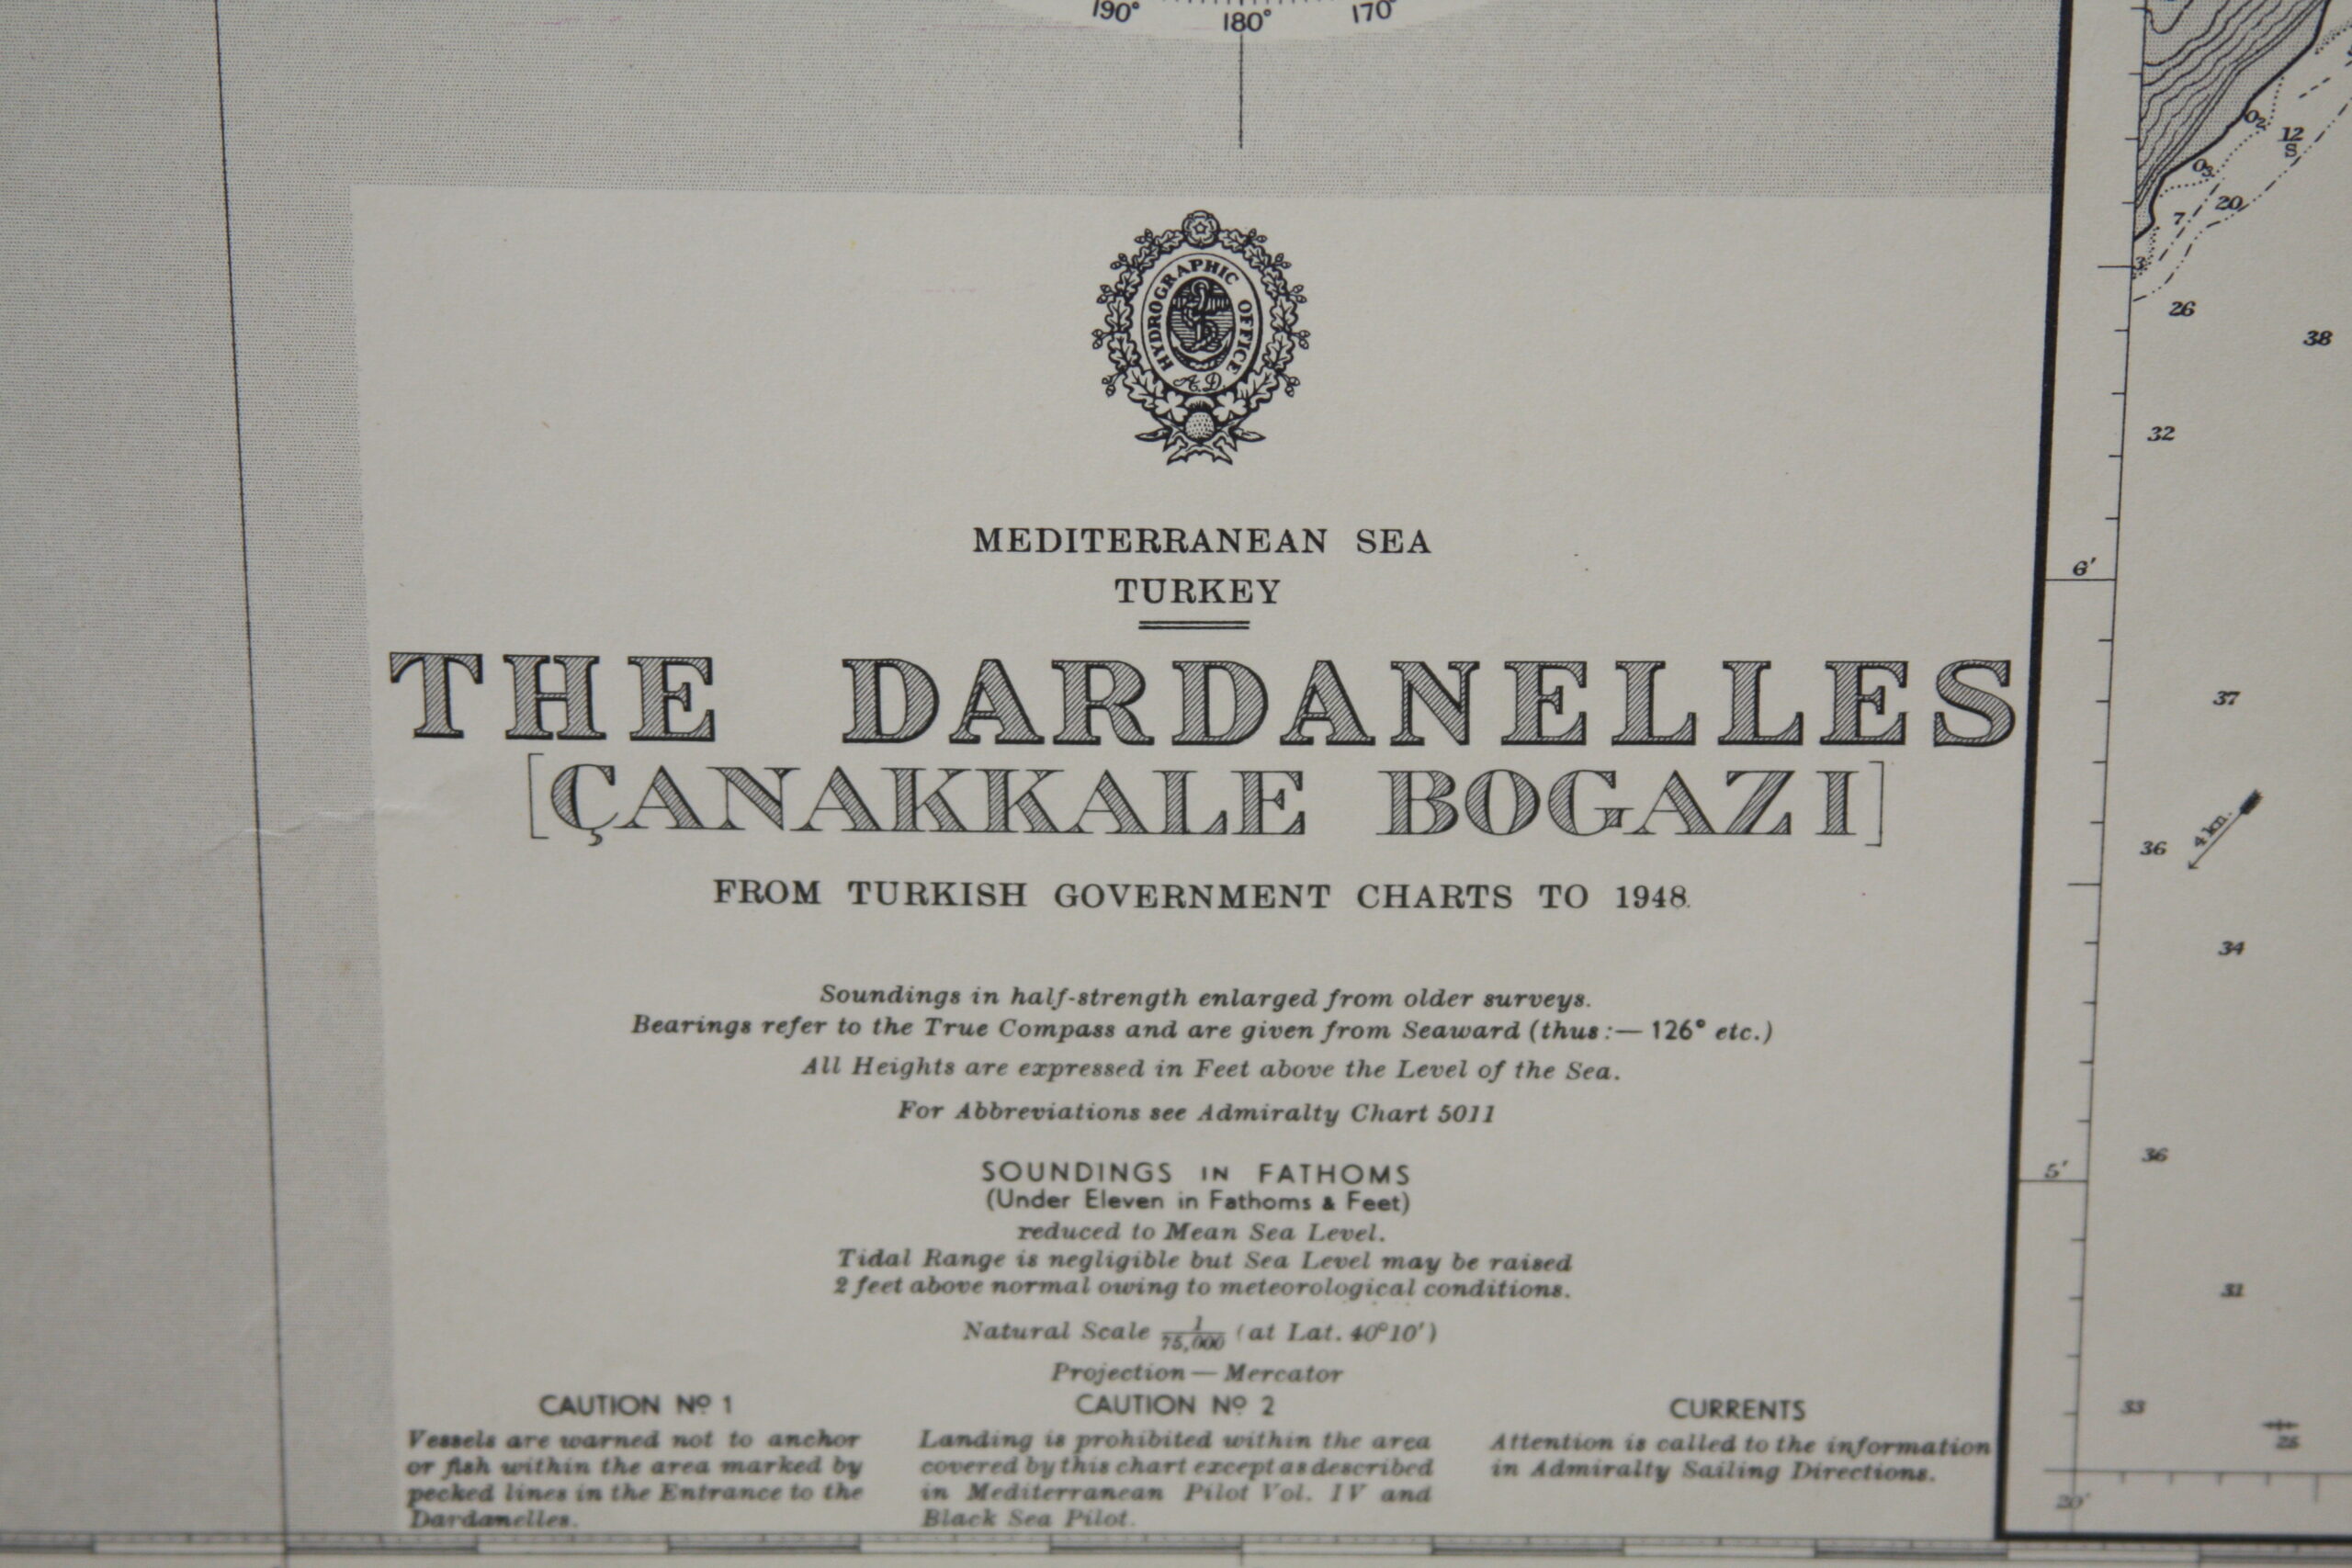 190° 180° 170°
HYDROGRAPHIC OFFICE
A.D.
MEDITERRANEAN SEA
TURKEY
THE DARDANELLES
[ÇANAKKALE BOGAZI]
FROM TURKISH GOVERNMENT CHARTS TO 1948.
Soundings in half-strength enlarged from older surveys.
Bearings refer to the True Compass and are given from Seaward (thus:— 126° etc.)
All Heights are expressed in Feet above the Level of the Sea.
For Abbreviations see Admiralty Chart 5011
SOUNDINGS IN FATHOMS
(Under Eleven in Fathoms & Feet)
reduced to Mean Sea Level.
Tidal Range is negligible but Sea Level may be raised
2 feet above normal owing to meteorological conditions.
Natural Scale 1/75,000 (at Lat. 40°10')
Projection — Mercator
CAUTION Nº 1
Vessels are warned not to anchor
or fish within the area marked by
pecked lines in the Entrance to the
Dardanelles.
CAUTION Nº 2
Landing is prohibited within the area
covered by this chart except as described
in Mediterranean Pilot Vol. IV and
Black Sea Pilot.
CURRENTS
Attention is called to the information
in Admiralty Sailing Directions.
0₂
12
S
0₃
20
7
3
26
38
32
6'
37
4 kn.
36
34
36
5'
31
33
20'